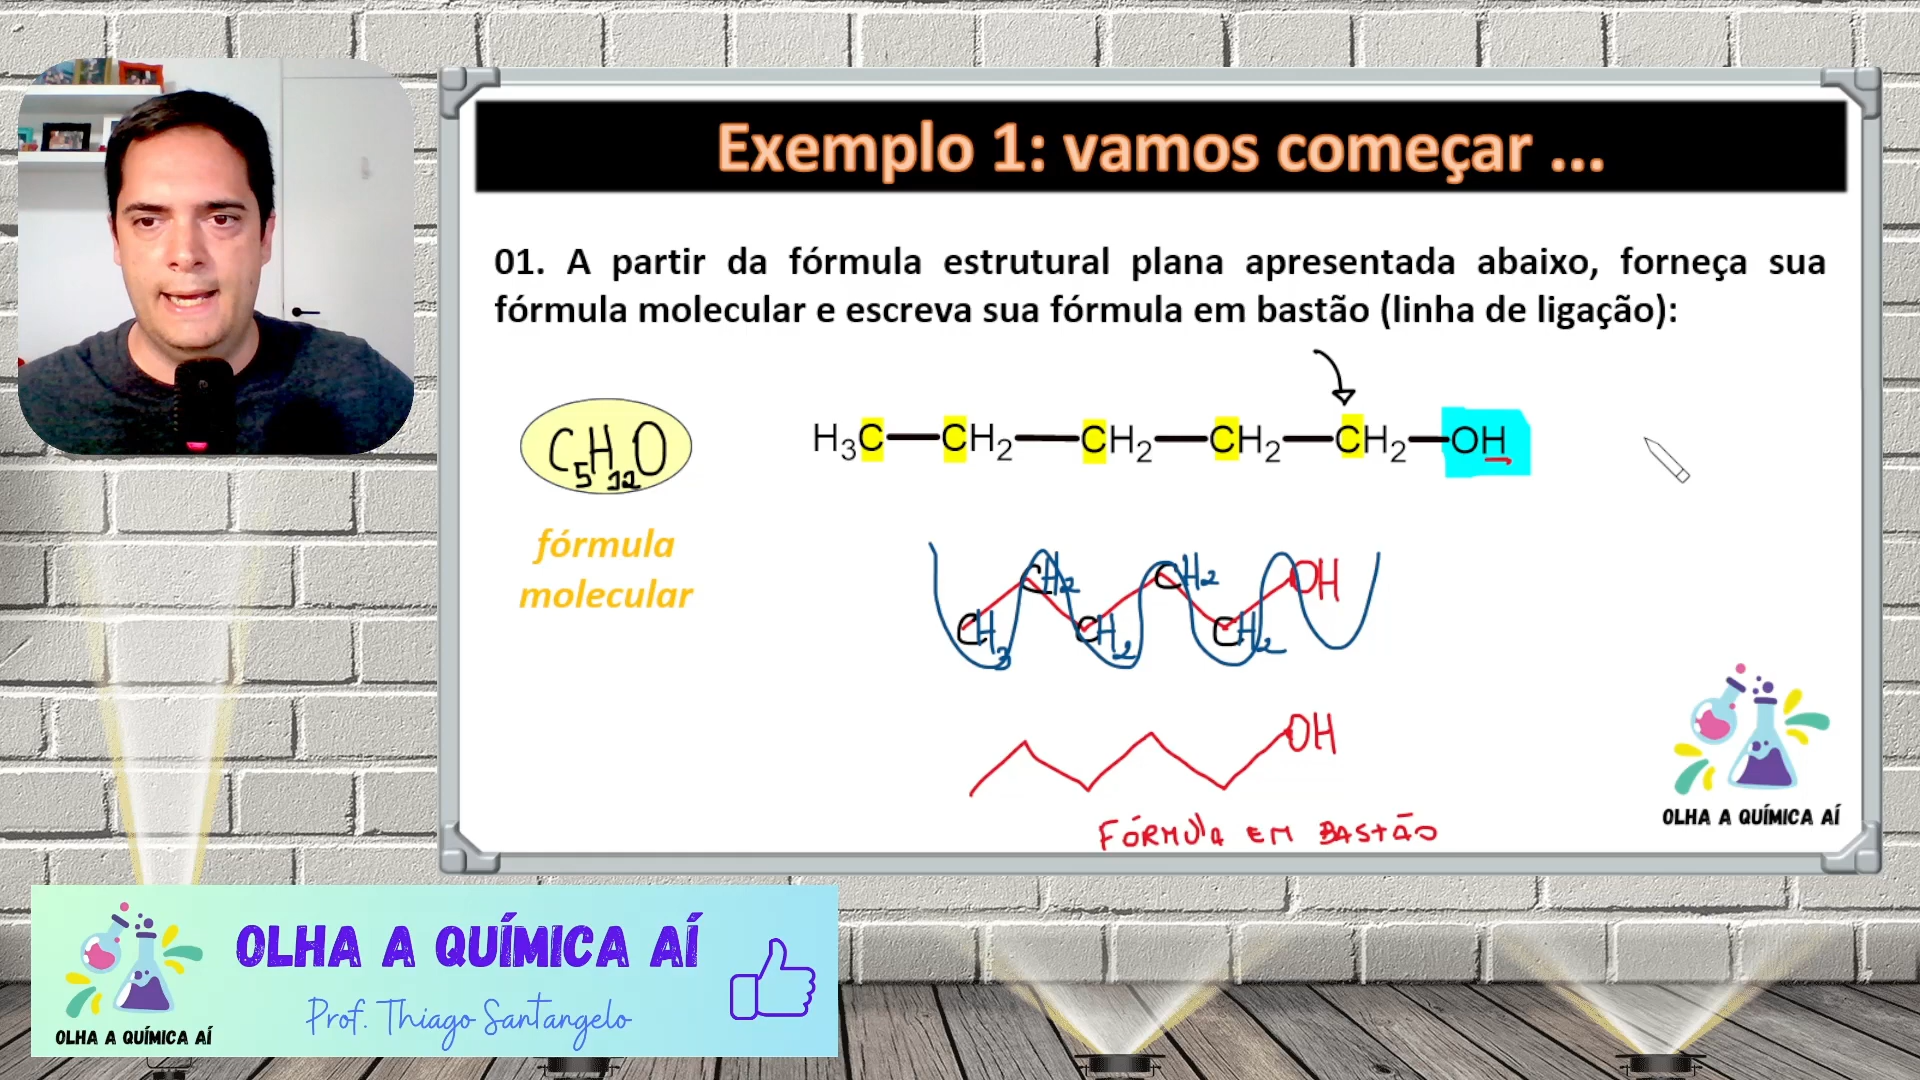 Exemplo 1: vamos começar ...
01. A partir da fórmula estrutural plana apresentada abaixo, forneça sua
fórmula molecular e escreva sua fórmula em bastão (linha de ligação):
C₅H₁₂O
H₃C—CH₂—CH₂—CH₂—CH₂—OH
fórmula
molecular
CH₂ CH₂ OH
CH₃ CH₂ CH₂
OH
FÓRMULA EM BASTÃO
OLHA A QUÍMICA AÍ
OLHA A QUÍMICA AÍ
Prof. Thiago Santangelo
OLHA A QUÍMICA AÍ